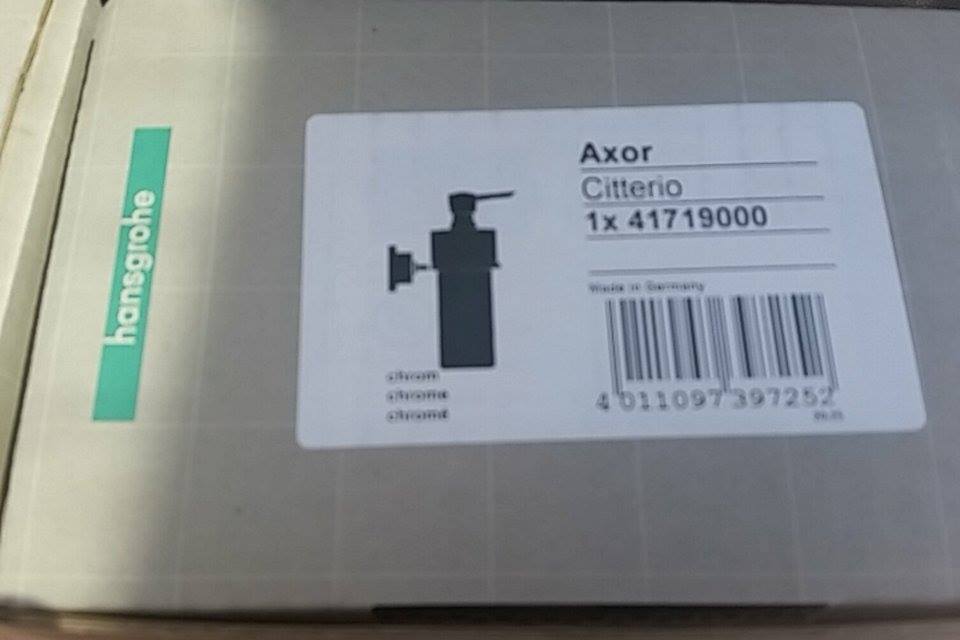 hansgrohe
Axor
Citterio
1x 41719000
Made in Germany
chrom
chrome
chromé
4 011097 397252